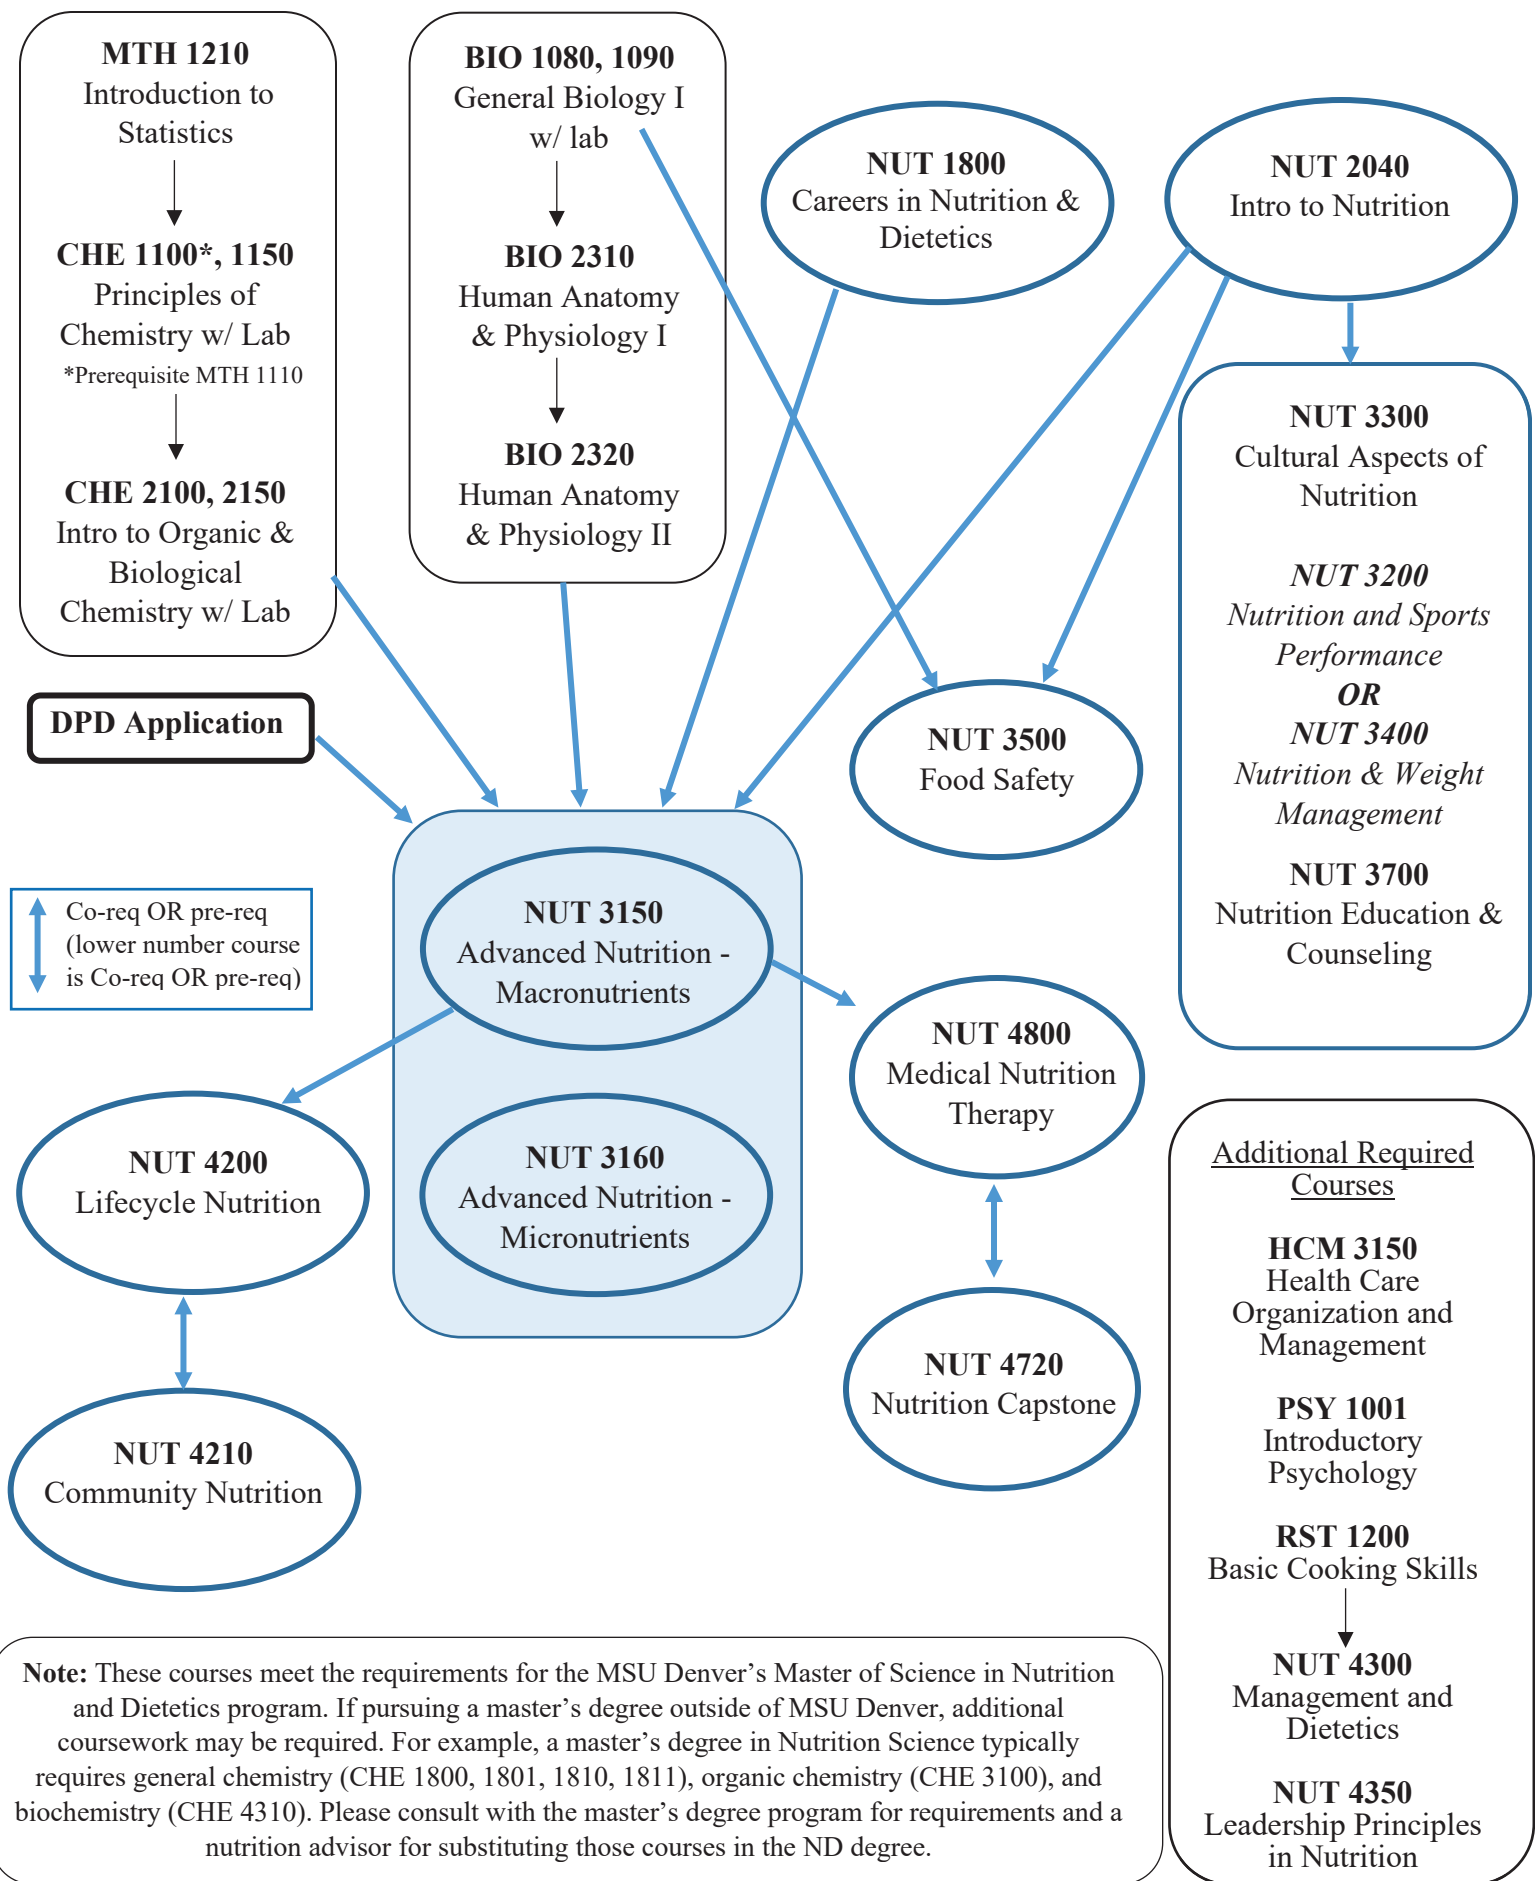 MTH 1210
Introduction to
Statistics
CHE 1100*, 1150
Principles of
Chemistry w/ Lab
*Prerequisite MTH 1110
CHE 2100, 2150
Intro to Organic &
Biological
Chemistry w/ Lab
BIO 1080, 1090
General Biology I
w/ lab
BIO 2310
Human Anatomy
& Physiology I
BIO 2320
Human Anatomy
& Physiology II
NUT 1800
Careers in Nutrition &
Dietetics
NUT 2040
Intro to Nutrition
NUT 3300
Cultural Aspects of
Nutrition
NUT 3200
Nutrition and Sports
Performance
OR
NUT 3400
Nutrition & Weight
Management
NUT 3700
Nutrition Education &
Counseling
DPD Application
NUT 3500
Food Safety
Co-req OR pre-req
(lower number course
is Co-req OR pre-req)
NUT 3150
Advanced Nutrition -
Macronutrients
NUT 3160
Advanced Nutrition -
Micronutrients
NUT 4800
Medical Nutrition
Therapy
NUT 4200
Lifecycle Nutrition
NUT 4720
Nutrition Capstone
NUT 4210
Community Nutrition
Additional Required
Courses
HCM 3150
Health Care
Organization and
Management
PSY 1001
Introductory
Psychology
RST 1200
Basic Cooking Skills
NUT 4300
Management and
Dietetics
NUT 4350
Leadership Principles
in Nutrition
Note: These courses meet the requirements for the MSU Denver’s Master of Science in Nutrition
and Dietetics program. If pursuing a master’s degree outside of MSU Denver, additional
coursework may be required. For example, a master’s degree in Nutrition Science typically
requires general chemistry (CHE 1800, 1801, 1810, 1811), organic chemistry (CHE 3100), and
biochemistry (CHE 4310). Please consult with the master’s degree program for requirements and a
nutrition advisor for substituting those courses in the ND degree.